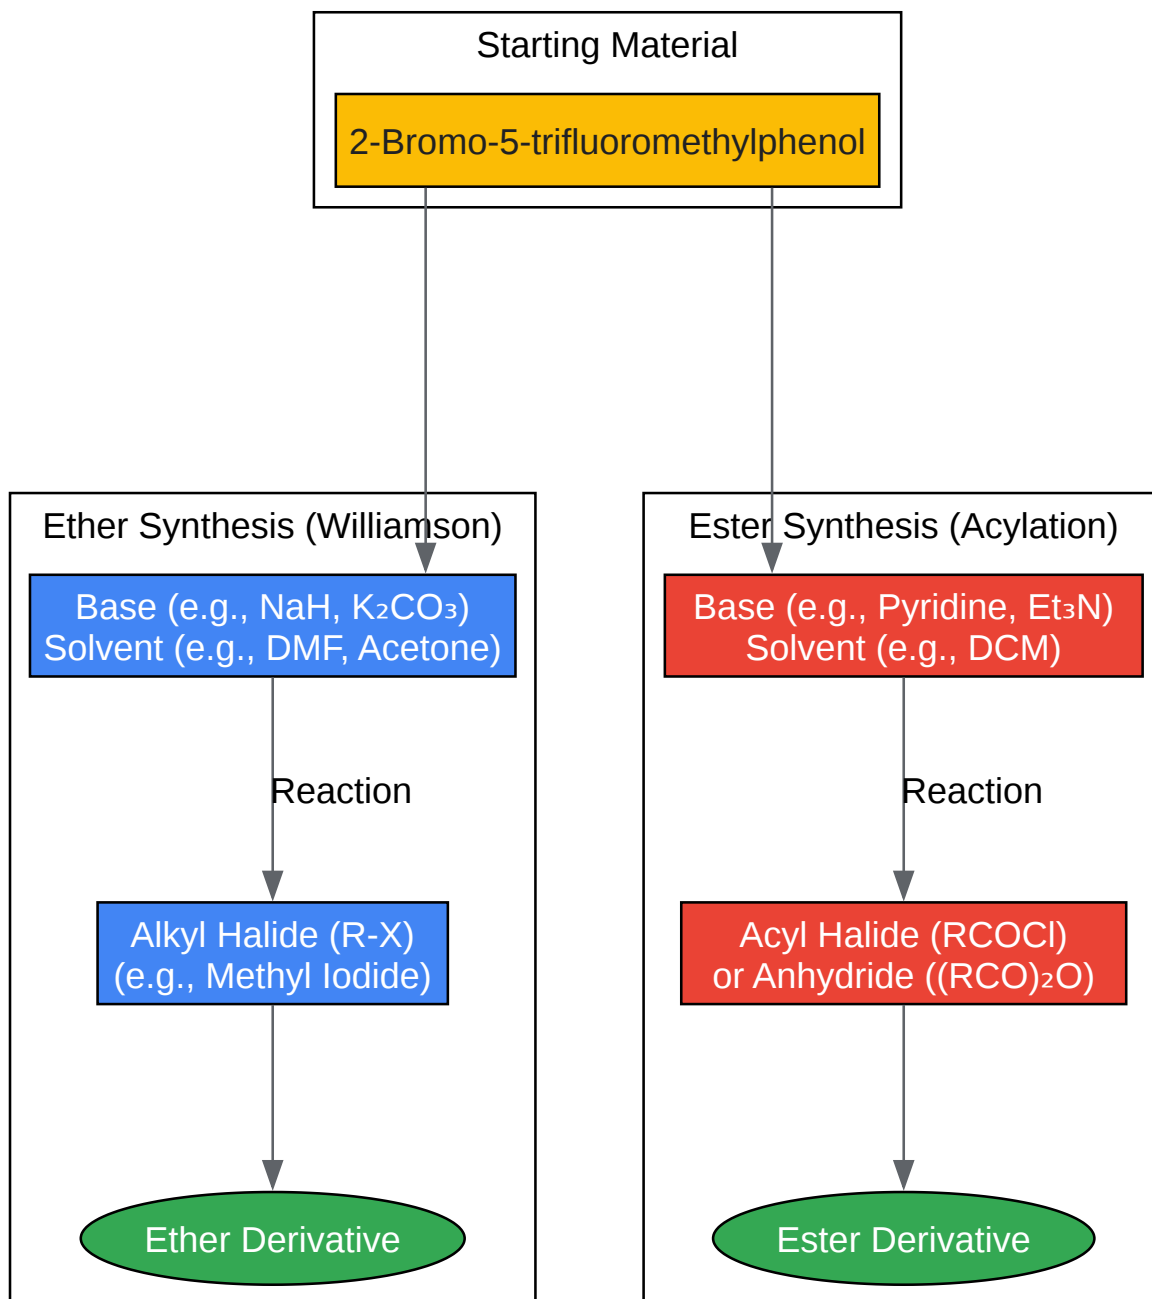 Starting Material
2-Bromo-5-trifluoromethylphenol
Ether Synthesis (Williamson)
Base (e.g., NaH, K₂CO₃)
Solvent (e.g., DMF, Acetone)
Reaction
Alkyl Halide (R-X)
(e.g., Methyl Iodide)
Ether Derivative
Ester Synthesis (Acylation)
Base (e.g., Pyridine, Et₃N)
Solvent (e.g., DCM)
Reaction
Acyl Halide (RCOCl)
or Anhydride ((RCO)₂O)
Ester Derivative